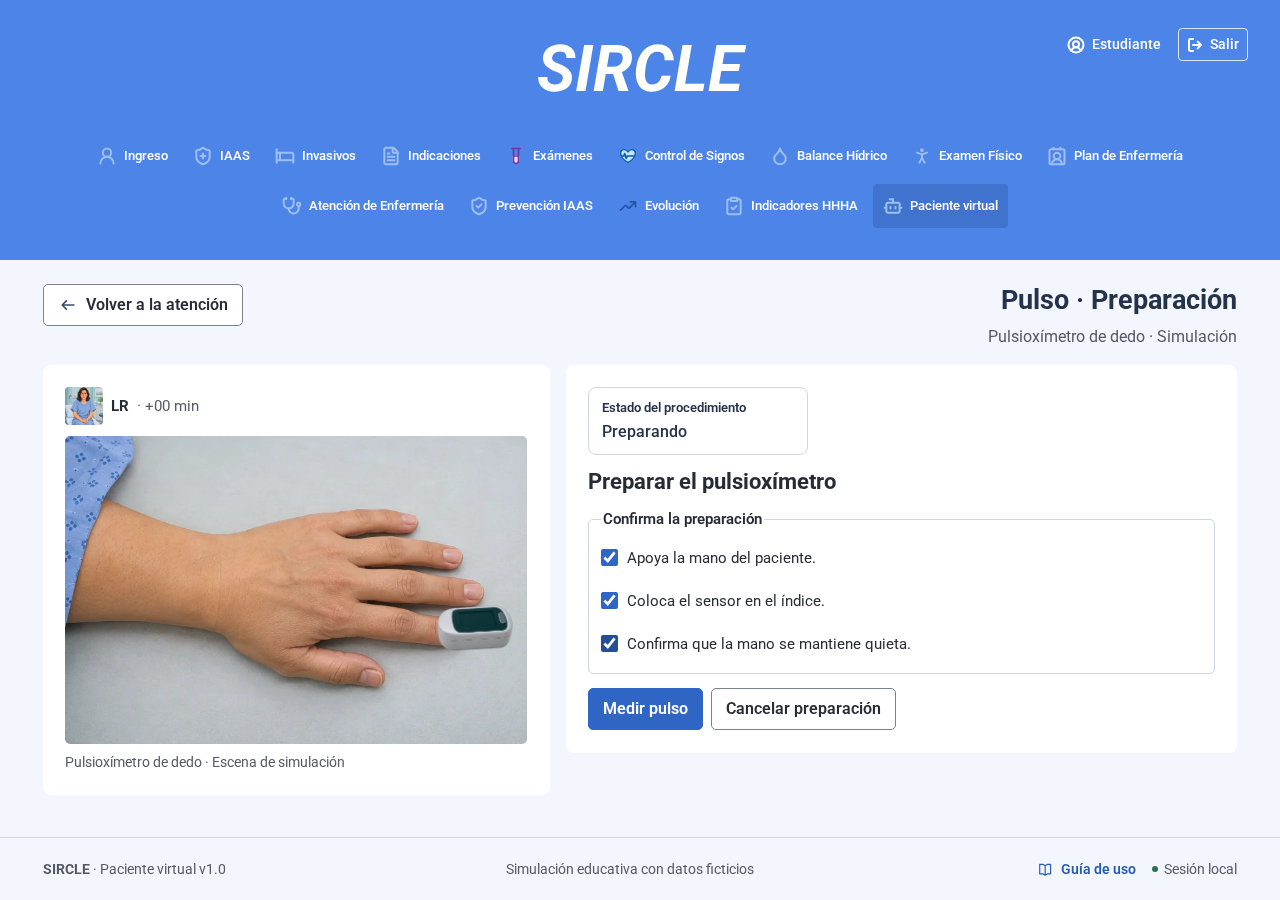 SIRCLE
Estudiante
Salir
Ingreso
IAAS
Invasivos
Indicaciones
Exámenes
Control de Signos
Balance Hídrico
Examen Físico
Plan de Enfermería
Atención de Enfermería
Prevención IAAS
Evolución
Indicadores HHHA
Paciente virtual
Volver a la atención
Pulso · Preparación
Pulsioxímetro de dedo · Simulación
LR · +00 min
Pulsioxímetro de dedo · Escena de simulación
Estado del procedimiento
Preparando
Preparar el pulsioxímetro
Confirma la preparación
Apoya la mano del paciente.
Coloca el sensor en el índice.
Confirma que la mano se mantiene quieta.
Medir pulso
Cancelar preparación
SIRCLE · Paciente virtual v1.0
Simulación educativa con datos ficticios
Guía de uso
Sesión local